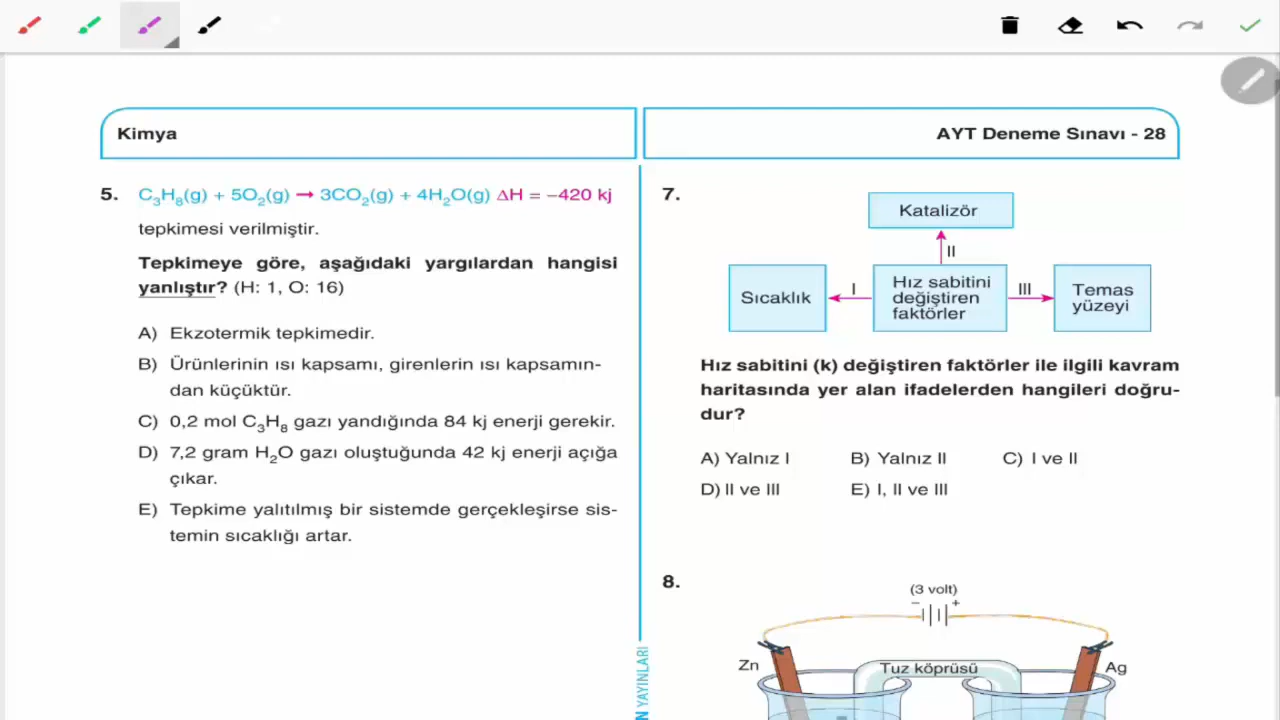 Kimya
AYT Deneme Sınavı - 28
5. C₃H₈(g) + 5O₂(g) → 3CO₂(g) + 4H₂O(g) ΔH = –420 kj
tepkimesi verilmiştir.
Tepkimeye göre, aşağıdaki yargılardan hangisi
yanlıştır? (H: 1, O: 16)
A) Ekzotermik tepkimedir.
B) Ürünlerinin ısı kapsamı, girenlerin ısı kapsamın-
dan küçüktür.
C) 0,2 mol C₃H₈ gazı yandığında 84 kj enerji gerekir.
D) 7,2 gram H₂O gazı oluştuğunda 42 kj enerji açığa
çıkar.
E) Tepkime yalıtılmış bir sistemde gerçekleşirse sis-
temin sıcaklığı artar.
7.
Katalizör
II
Sıcaklık
I
Hız sabitini
değiştiren
faktörler
III
Temas
yüzeyi
Hız sabitini (k) değiştiren faktörler ile ilgili kavram
haritasında yer alan ifadelerden hangileri doğru-
dur?
A) Yalnız I B) Yalnız II C) I ve II
D) II ve III E) I, II ve III
8.
(3 volt)
– +
Zn
Tuz köprüsü
Ag
N YAYINLARI